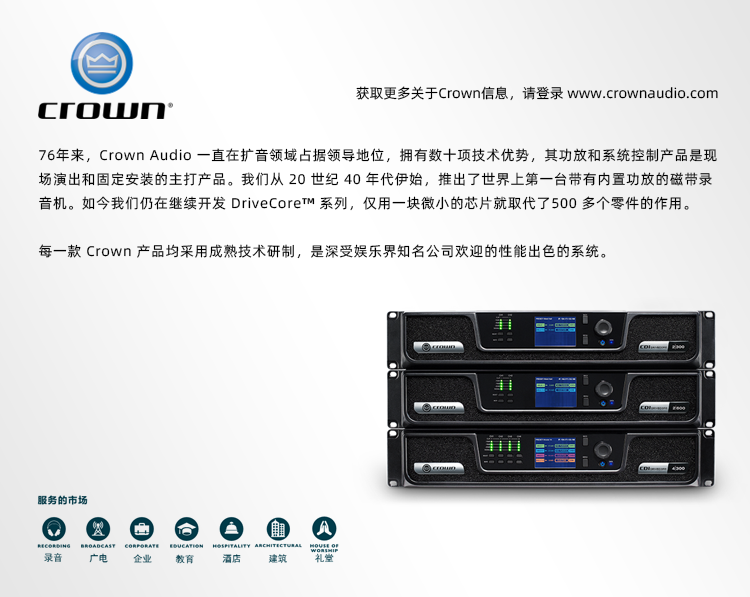 crown®
获取更多关于Crown信息，请登录 www.crownaudio.com
76年来，Crown Audio 一直在扩音领域占据领导地位，拥有数十项技术优势，其功放和系统控制产品是现
场演出和固定安装的主打产品。我们从 20 世纪 40 年代伊始，推出了世界上第一台带有内置功放的磁带录
音机。如今我们仍在继续开发 DriveCore™ 系列，仅用一块微小的芯片就取代了500 多个零件的作用。
每一款 Crown 产品均采用成熟技术研制，是深受娱乐界知名公司欢迎的性能出色的系统。
crown
CDi
crown
CDi
crown
CDi
服务的市场
RECORDING BROADCAST CORPORATE EDUCATION HOSPITALITY ARCHITECTURAL HOUSE OF WORSHIP
录音 广电 企业 教育 酒店 建筑 礼堂